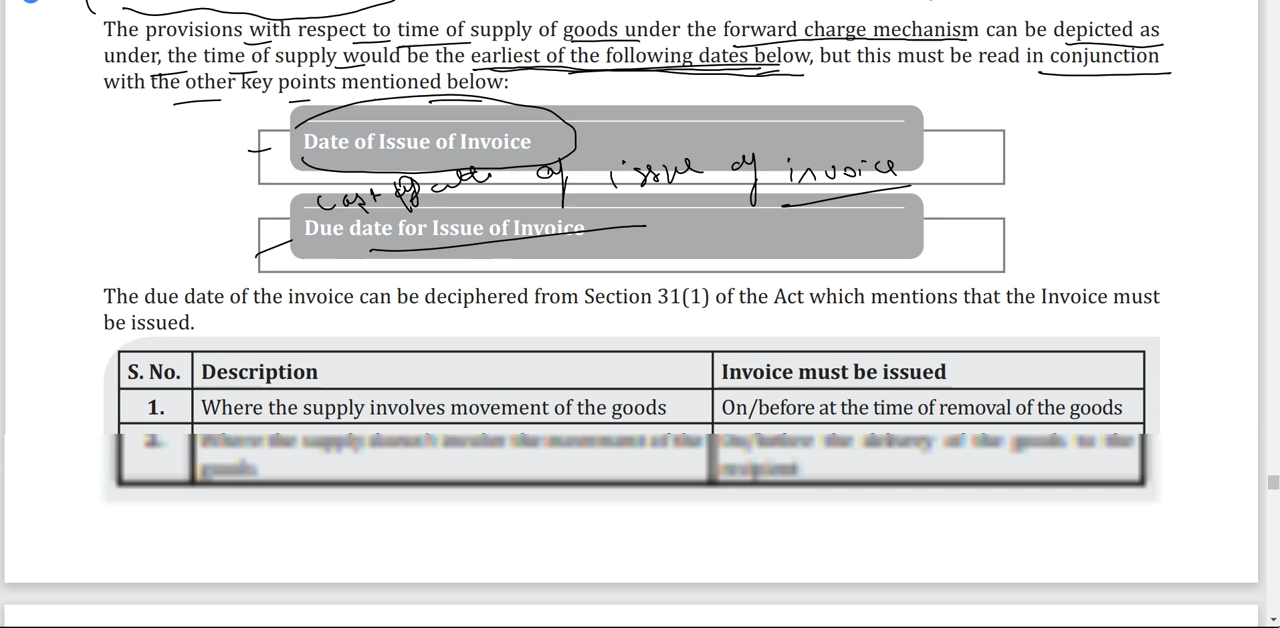 The provisions with respect to time of supply of goods under the forward charge mechanism can be depicted as
under, the time of supply would be the earliest of the following dates below, but this must be read in conjunction
with the other key points mentioned below:
Date of Issue of Invoice
of issue of invoice
Due date for Issue of Invoice
The due date of the invoice can be deciphered from Section 31(1) of the Act which mentions that the Invoice must
be issued.
S. No. Description Invoice must be issued
1. Where the supply involves movement of the goods On/before at the time of removal of the goods